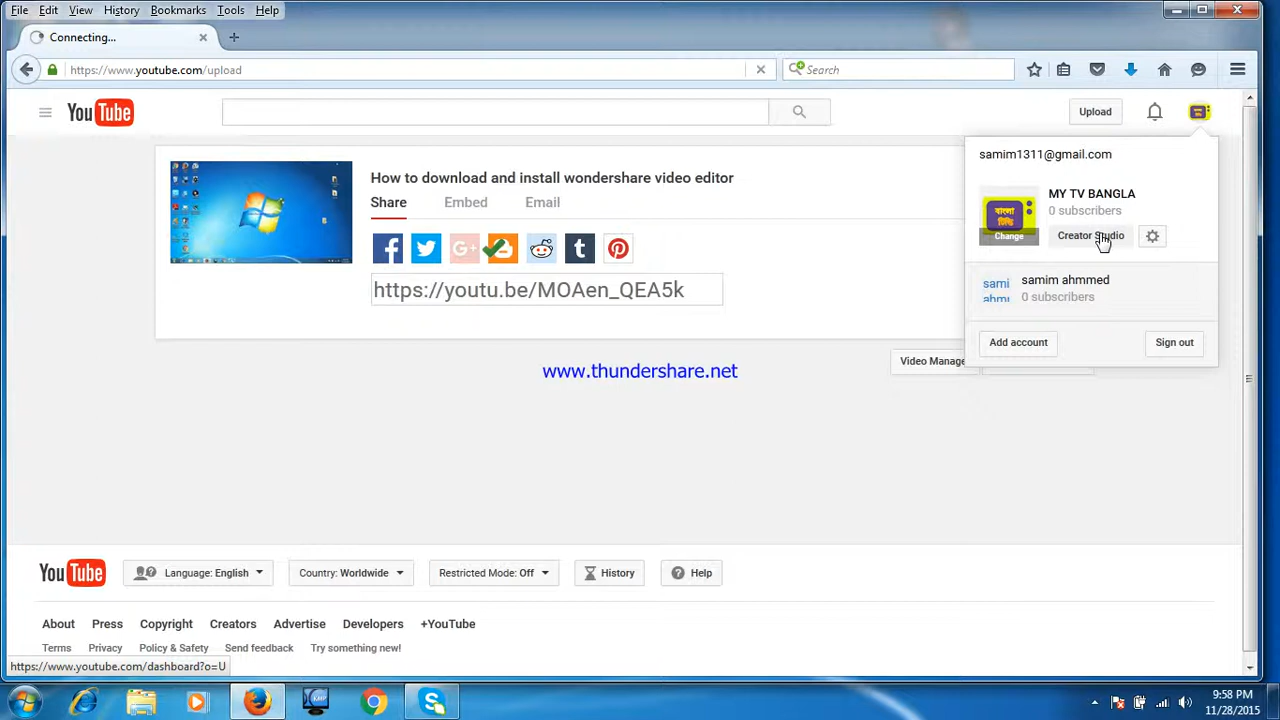 File Edit View History Bookmarks Tools Help
Connecting...
https://www.youtube.com/upload
Search
YouTube
Upload
samim1311@gmail.com
How to download and install wondershare video editor
MY TV BANGLA
Share Embed Email
0 subscribers
বাংলা
টিভি
Change
Creator Studio
https://youtu.be/MOAen_QEA5k
samim ahmmed
0 subscribers
sami
ahmı
Add account
Sign out
Video Manage
www.thundershare.net
YouTube
Language: English
Country: Worldwide
Restricted Mode: Off
History
Help
About Press Copyright Creators Advertise Developers +YouTube
Terms Privacy Policy & Safety Send feedback Try something new!
https://www.youtube.com/dashboard?o=U
9:58 PM
11/28/2015